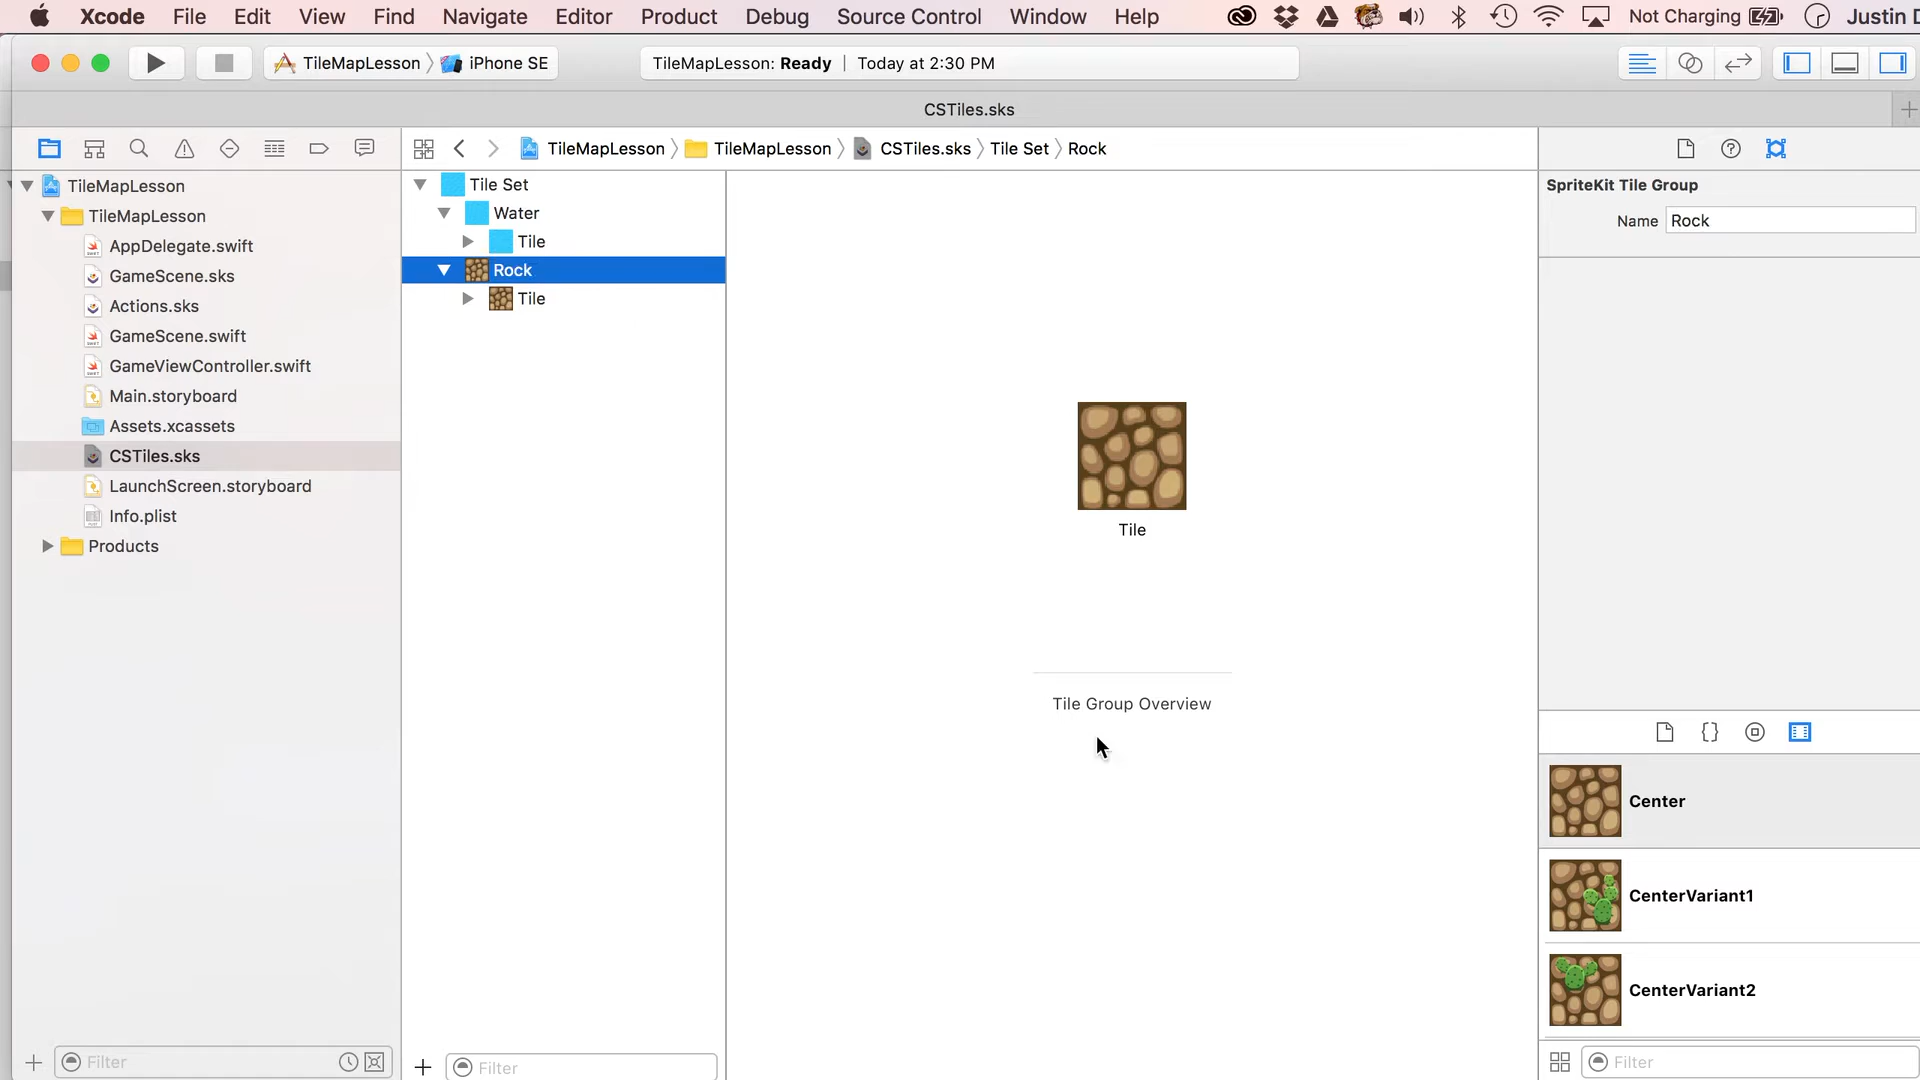 Xcode File Edit View Find Navigate Editor Product Debug Source Control Window Help Not Charging Justin D
TileMapLesson iPhone SE TileMapLesson: Ready | Today at 2:30 PM
CSTiles.sks
TileMapLesson TileMapLesson CSTiles.sks Tile Set Rock
TileMapLesson
TileMapLesson
AppDelegate.swift
GameScene.sks
Actions.sks
GameScene.swift
GameViewController.swift
Main.storyboard
Assets.xcassets
CSTiles.sks
LaunchScreen.storyboard
Info.plist
Products
Filter
Tile Set
Water
Tile
Rock
Tile
Filter
Tile
Tile Group Overview
SpriteKit Tile Group
Name Rock
Center
CenterVariant1
CenterVariant2
Filter